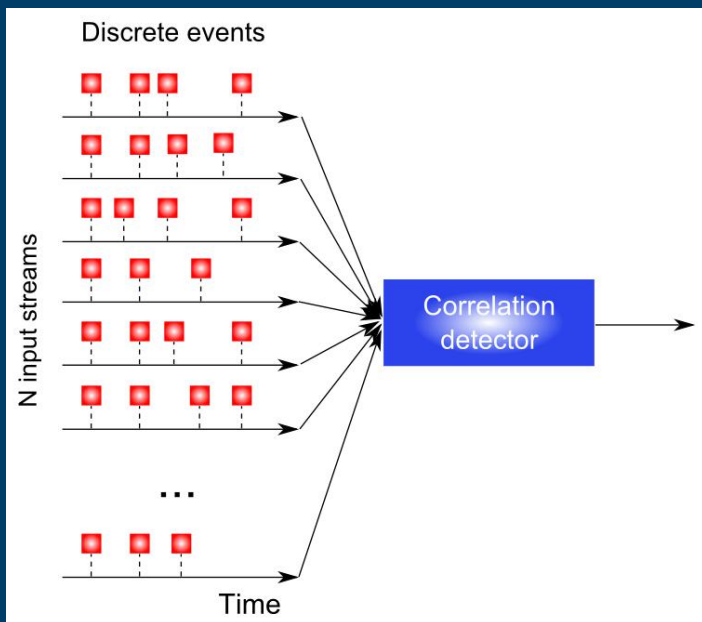 Discrete events
N input streams
Correlation
detector
...
Time